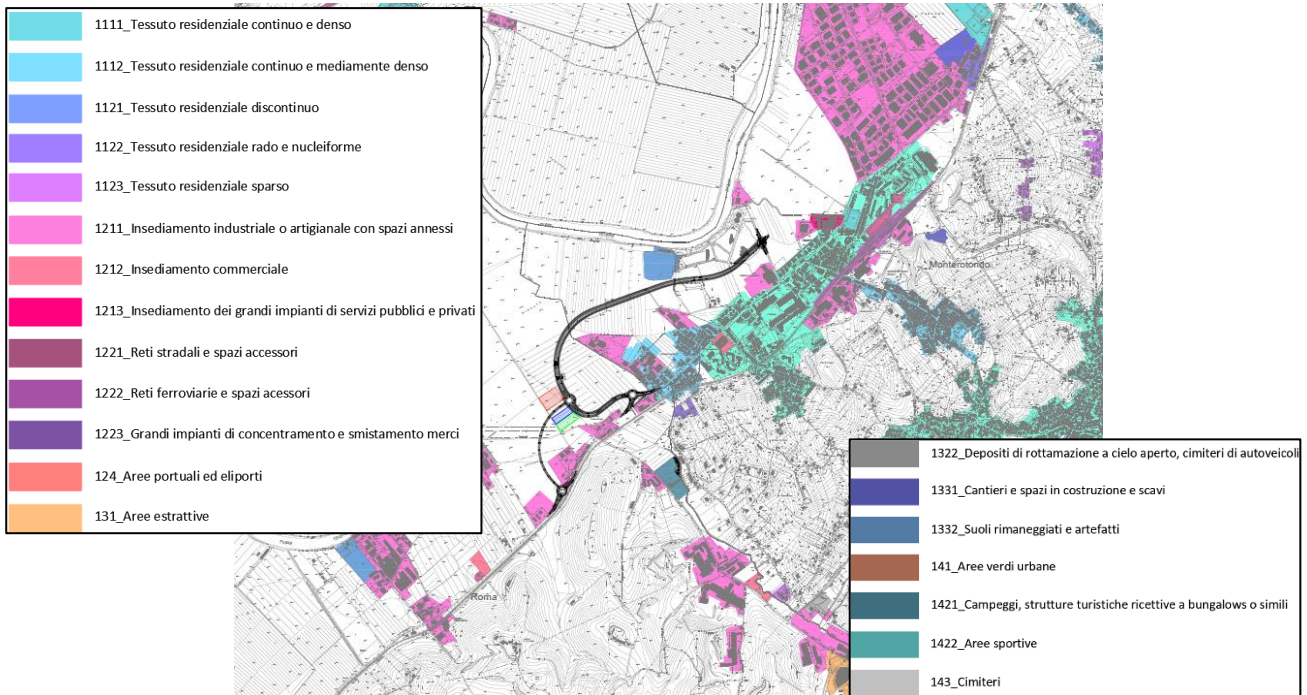 1111_Tessuto residenziale continuo e denso
1112_Tessuto residenziale continuo e mediamente denso
1121_Tessuto residenziale discontinuo
1122_Tessuto residenziale rado e nucleiforme
1123_Tessuto residenziale sparso
1211_Insediamento industriale o artigianale con spazi annessi
1212_Insediamento commerciale
1213_Insediamento dei grandi impianti di servizi pubblici e privati
1221_Reti stradali e spazi accessori
1222_Reti ferroviarie e spazi acessori
1223_Grandi impianti di concentramento e smistamento merci
124_Aree portuali ed eliporti
131_Aree estrattive
Monterotondo
Roma
1322_Depositi di rottamazione a cielo aperto, cimiteri di autoveicoli
1331_Cantieri e spazi in costruzione e scavi
1332_Suoli rimaneggiati e artefatti
141_Aree verdi urbane
1421_Campeggi, strutture turistiche ricettive a bungalows o simili
1422_Aree sportive
143_Cimiteri